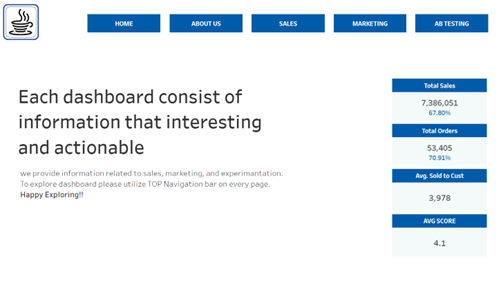 HOME
ABOUT US
SALES
MARKETING
AB TESTING
Each dashboard consist of
information that interesting
and actionable
we provide information related to sales, marketing, and experimantation.
To explore dashboard please utilize TOP Navigation bar on every page.
Happy Exploring!!
Total Sales
7,386,051
67.80%
Total Orders
53,405
70.91%
Avg. Sold to Cust
3,978
AVG SCORE
4.1